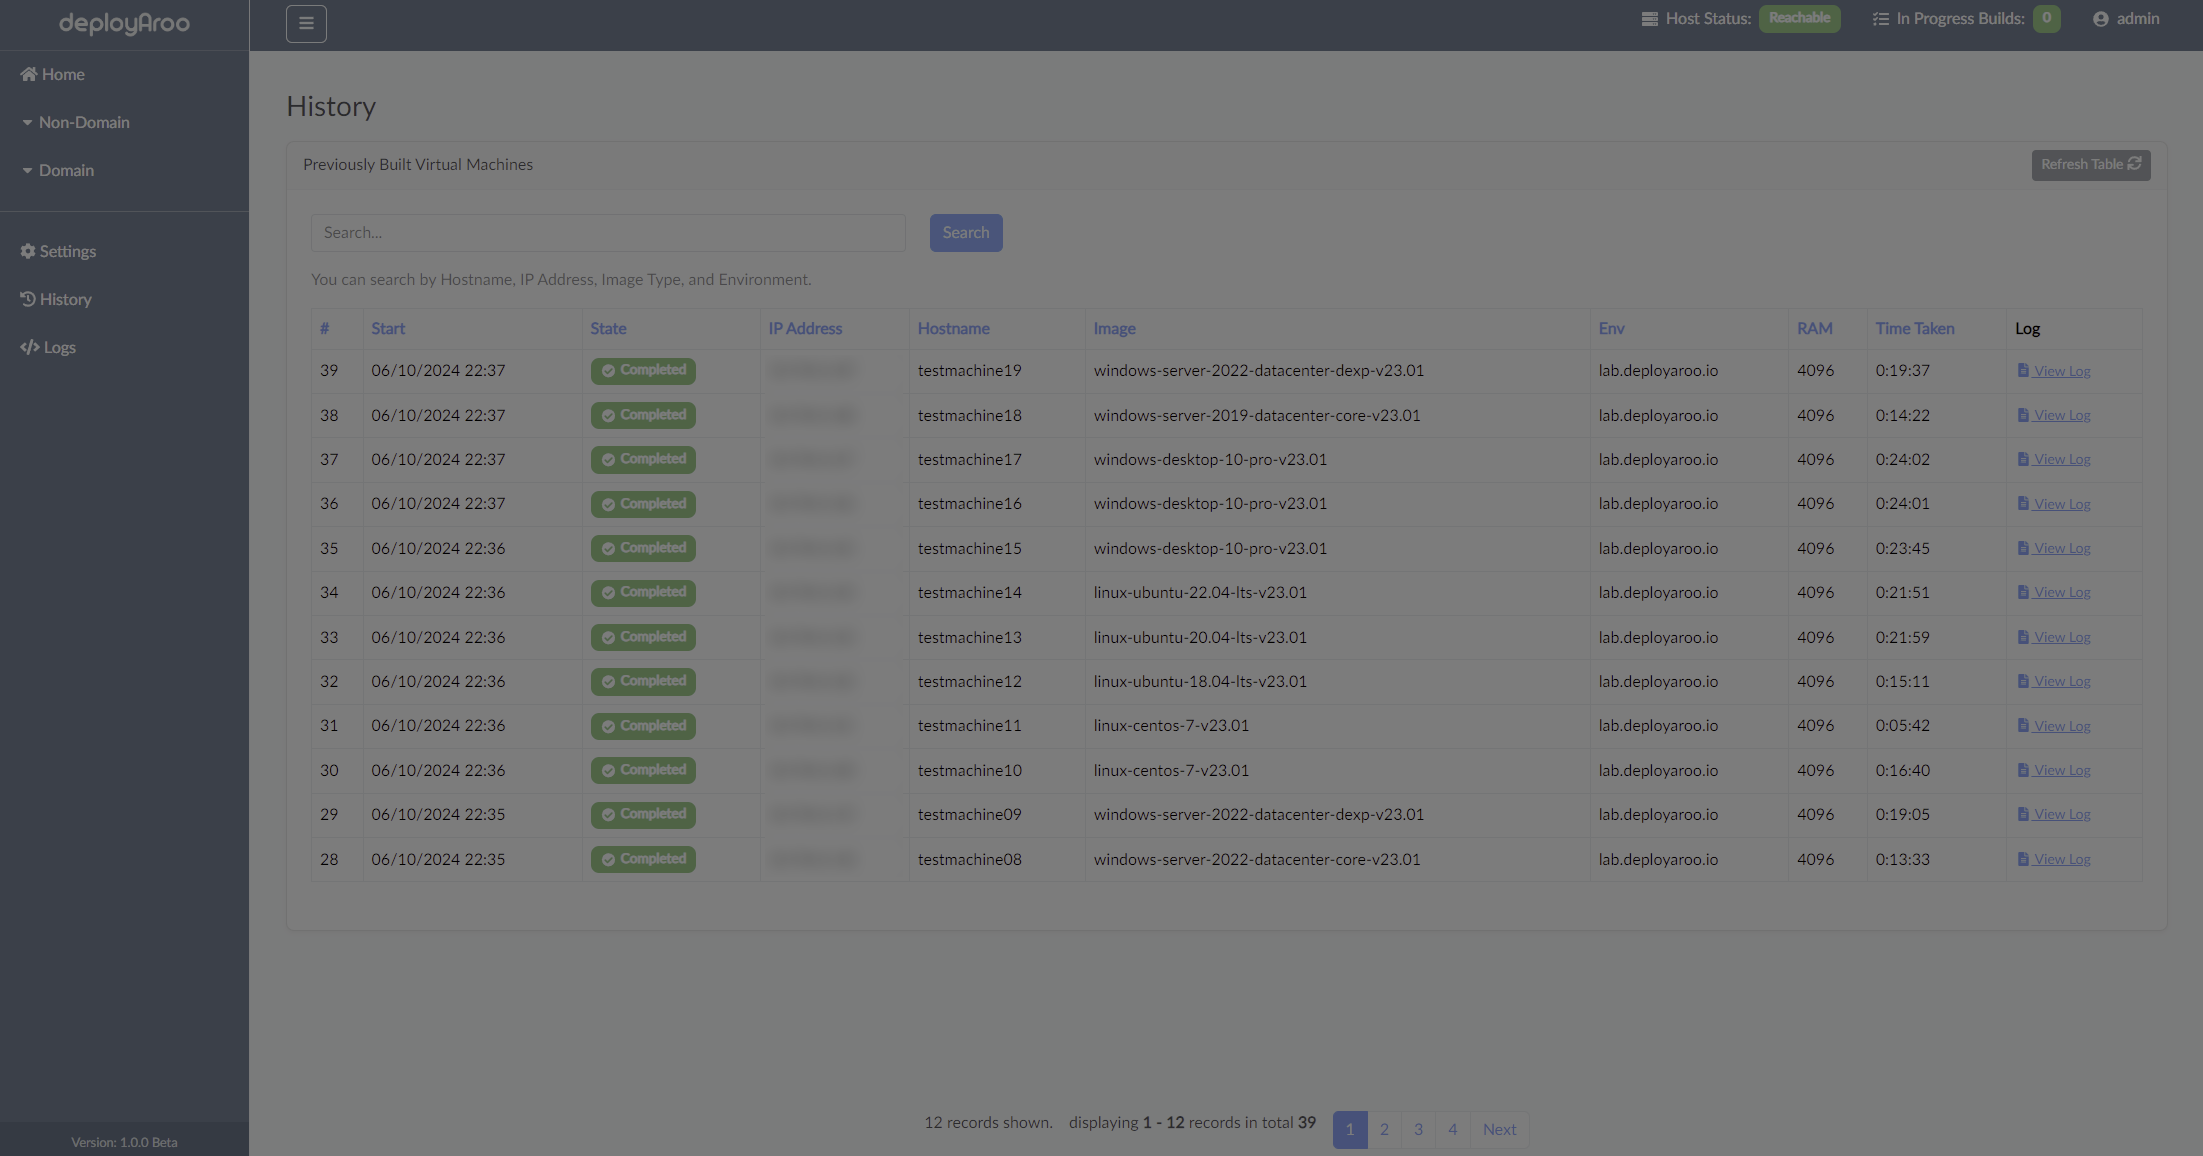 deployAroo
Host Status: Reachable In Progress Builds: 0 admin
Home
Non-Domain
Domain
Settings
History
Logs
Version: 1.0.0 Beta
History
Previously Built Virtual Machines Refresh Table
Search... Search
You can search by Hostname, IP Address, Image Type, and Environment.
# Start State IP Address Hostname Image Env RAM Time Taken Log
39 06/10/2024 22:37 Completed testmachine19 windows-server-2022-datacenter-dexp-v23.01 lab.deployaroo.io 4096 0:19:37 View Log
38 06/10/2024 22:37 Completed testmachine18 windows-server-2019-datacenter-core-v23.01 lab.deployaroo.io 4096 0:14:22 View Log
37 06/10/2024 22:37 Completed testmachine17 windows-desktop-10-pro-v23.01 lab.deployaroo.io 4096 0:24:02 View Log
36 06/10/2024 22:37 Completed testmachine16 windows-desktop-10-pro-v23.01 lab.deployaroo.io 4096 0:24:01 View Log
35 06/10/2024 22:36 Completed testmachine15 windows-desktop-10-pro-v23.01 lab.deployaroo.io 4096 0:23:45 View Log
34 06/10/2024 22:36 Completed testmachine14 linux-ubuntu-22.04-lts-v23.01 lab.deployaroo.io 4096 0:21:51 View Log
33 06/10/2024 22:36 Completed testmachine13 linux-ubuntu-20.04-lts-v23.01 lab.deployaroo.io 4096 0:21:59 View Log
32 06/10/2024 22:36 Completed testmachine12 linux-ubuntu-18.04-lts-v23.01 lab.deployaroo.io 4096 0:15:11 View Log
31 06/10/2024 22:36 Completed testmachine11 linux-centos-7-v23.01 lab.deployaroo.io 4096 0:05:42 View Log
30 06/10/2024 22:36 Completed testmachine10 linux-centos-7-v23.01 lab.deployaroo.io 4096 0:16:40 View Log
29 06/10/2024 22:35 Completed testmachine09 windows-server-2022-datacenter-dexp-v23.01 lab.deployaroo.io 4096 0:19:05 View Log
28 06/10/2024 22:35 Completed testmachine08 windows-server-2022-datacenter-core-v23.01 lab.deployaroo.io 4096 0:13:33 View Log
12 records shown. displaying 1 - 12 records in total 39 1 2 3 4 Next